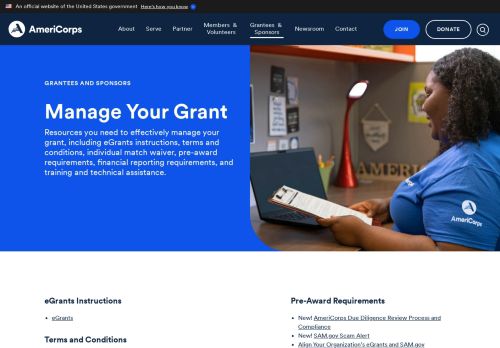 An official website of the United States government Here's how you know
AmeriCorps
About
Serve
Partner
Members &
Volunteers
Grantees &
Sponsors
Newsroom
Contact
JOIN
DONATE
GRANTEES AND SPONSORS
Manage Your Grant
Resources you need to effectively manage your
grant, including eGrants instructions, terms and
conditions, individual match waiver, pre-award
requirements, financial reporting requirements, and
training and technical assistance.
AMERIC
AmeriCorps
eGrants Instructions
eGrants
Terms and Conditions
Pre-Award Requirements
New! AmeriCorps Due Diligence Review Process and
Compliance
New! SAM.gov Scam Alert
Align Your Organization's eGrants and SAM.gov